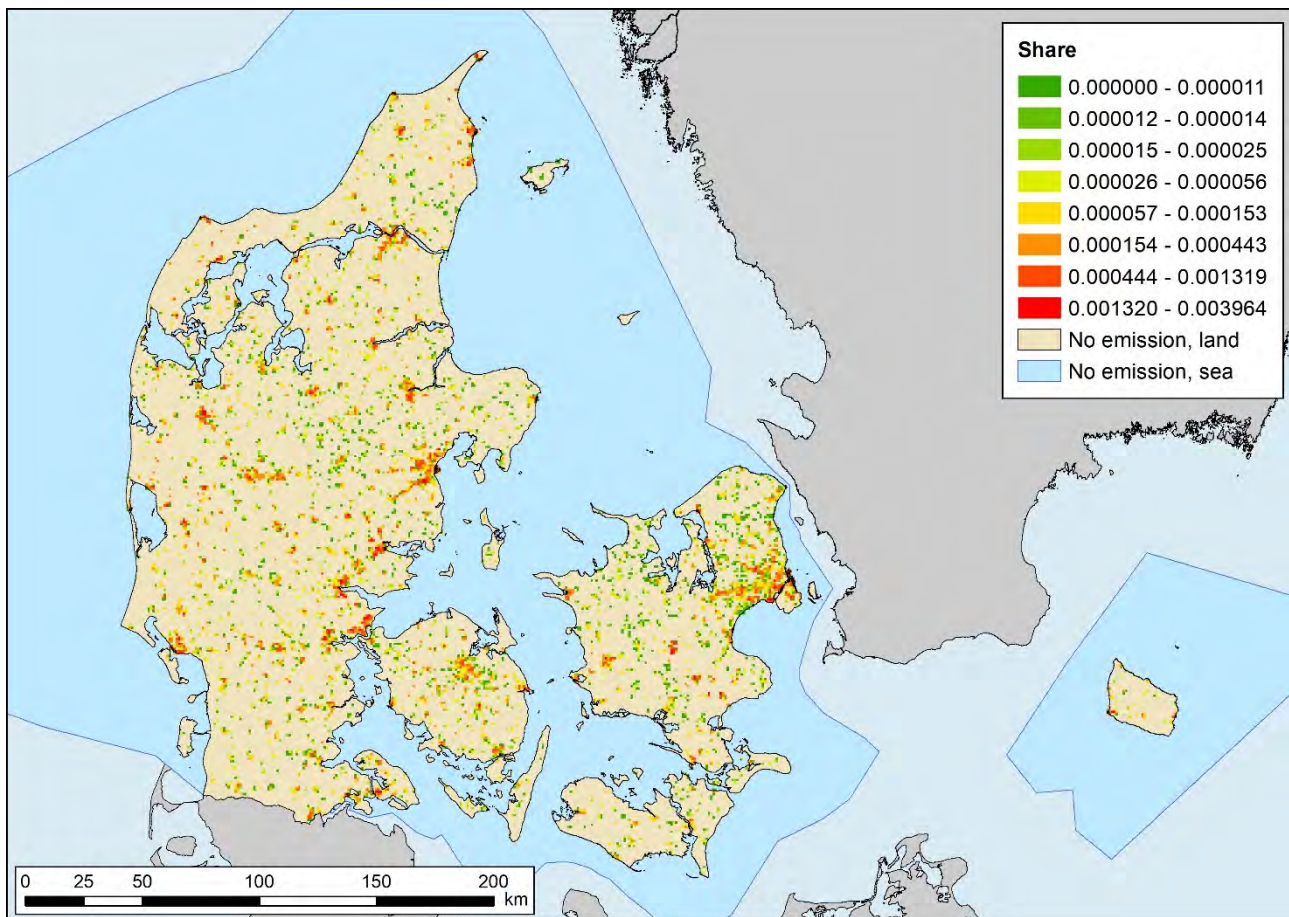 Share
0.000000 - 0.000011
0.000012 - 0.000014
0.000015 - 0.000025
0.000026 - 0.000056
0.000057 - 0.000153
0.000154 - 0.000443
0.000444 - 0.001319
0.001320 - 0.003964
No emission, land
No emission, sea
0 25 50 100 150 200
km